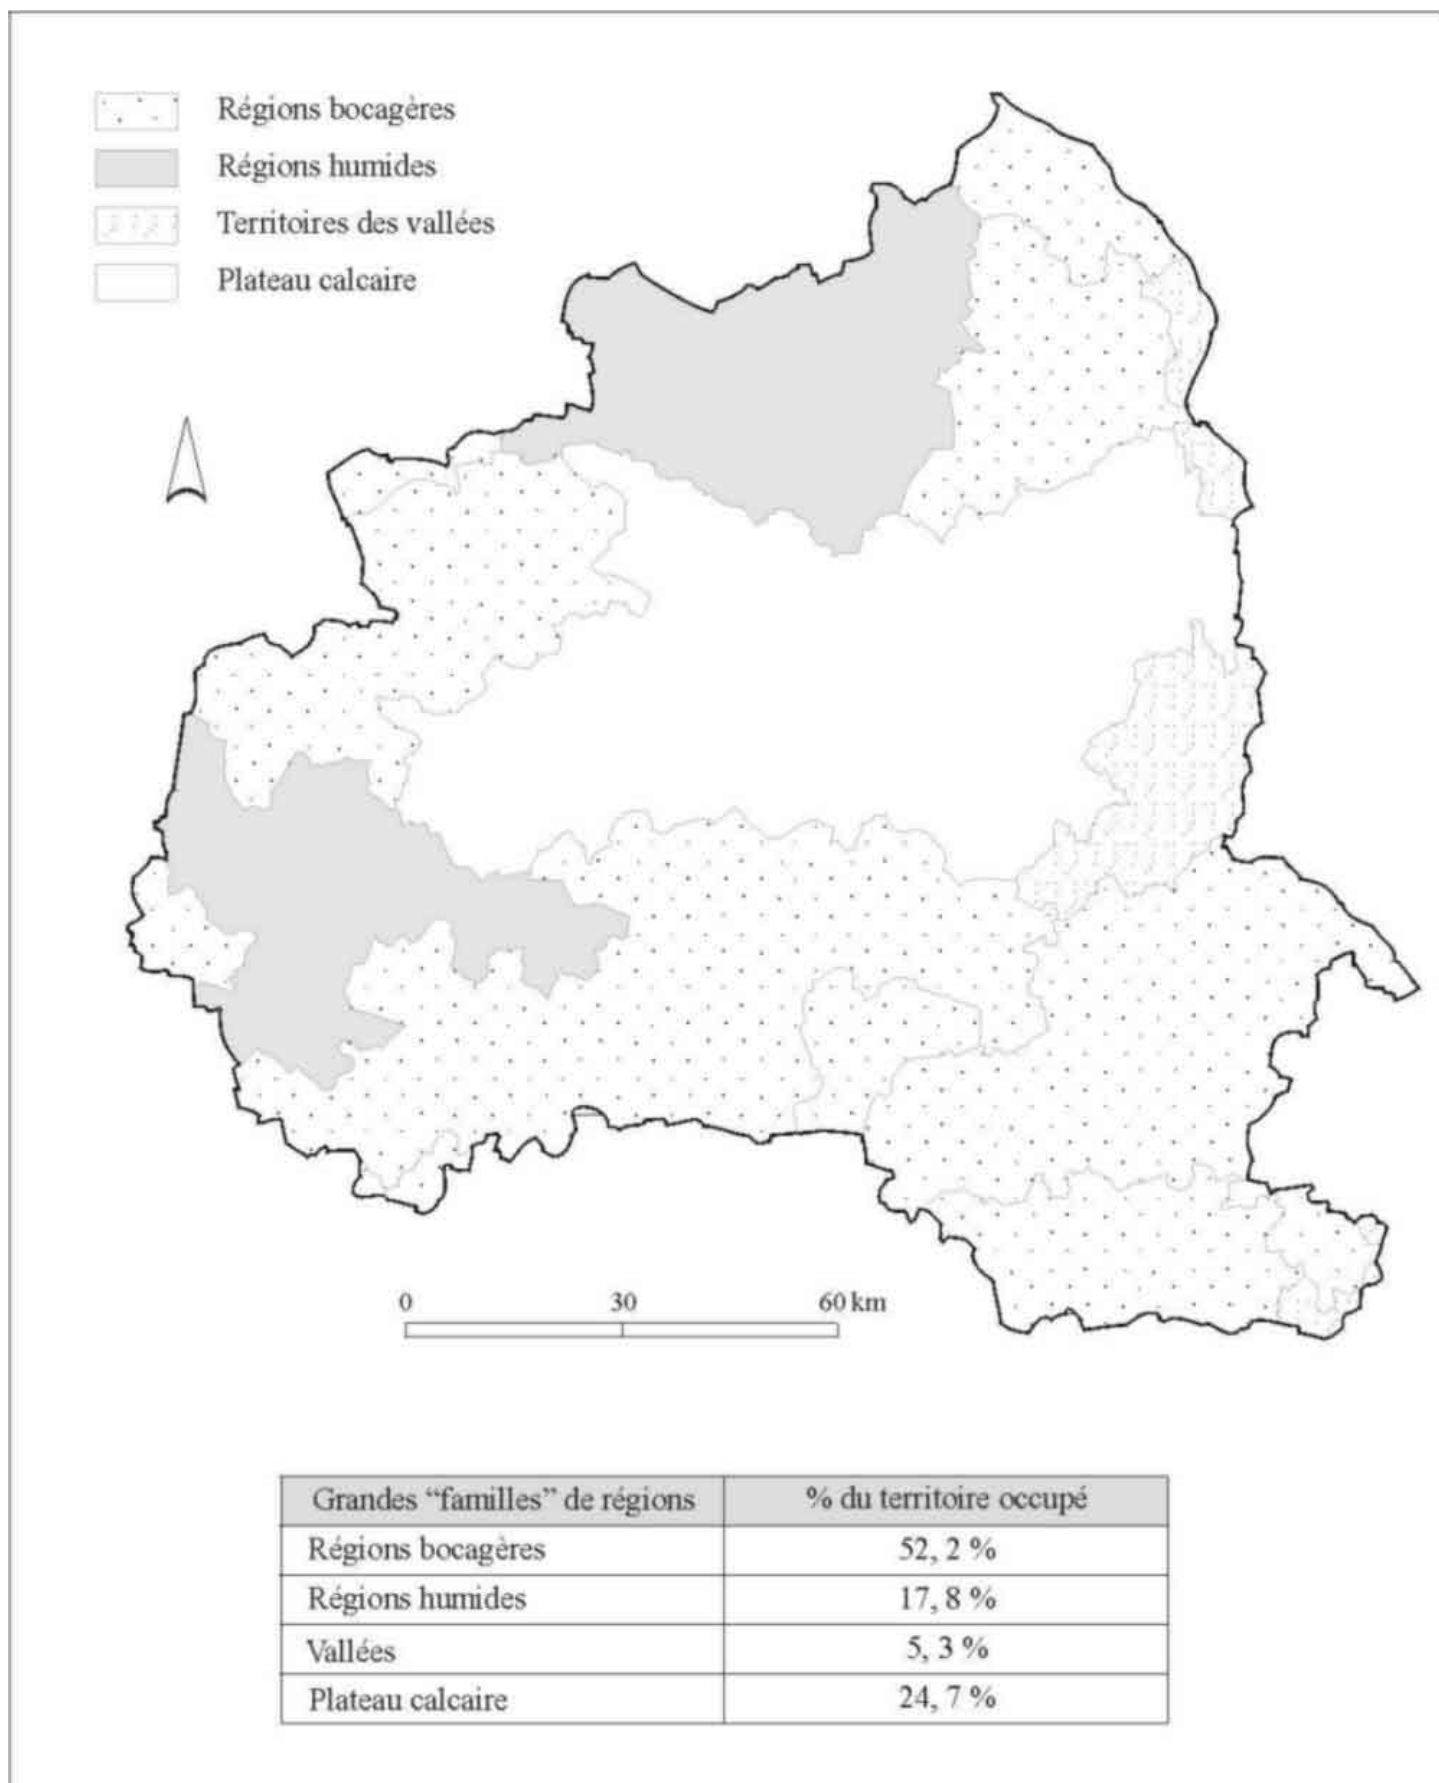 Régions bocagères
Régions humides
Territoires des vallées
Plateau calcaire
0 30 60 km
Grandes “familles” de régions % du territoire occupé
Régions bocagères 52, 2 %
Régions humides 17, 8 %
Vallées 5, 3 %
Plateau calcaire 24, 7 %